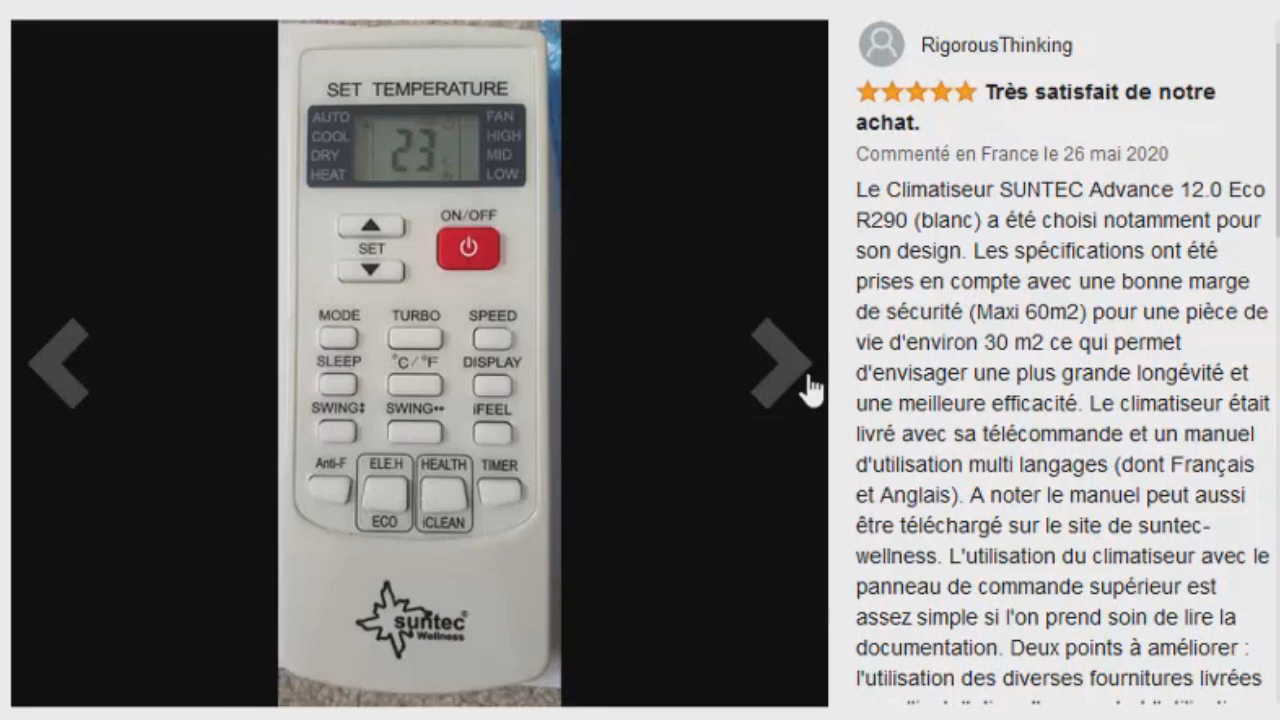 SET TEMPERATURE
AUTO
COOL
DRY
HEAT
23
FAN
HIGH
MID
LOW
ON/OFF
SET
MODE TURBO SPEED
SLEEP °C/°F DISPLAY
SWING↕ SWING↔ iFEEL
Anti-F ELE.H HEALTH TIMER
ECO iCLEAN
suntec®
Wellness
RigorousThinking
Très satisfait de notre
achat.
Commenté en France le 26 mai 2020
Le Climatiseur SUNTEC Advance 12.0 Eco
R290 (blanc) a été choisi notamment pour
son design. Les spécifications ont été
prises en compte avec une bonne marge
de sécurité (Maxi 60m2) pour une pièce de
vie d'environ 30 m2 ce qui permet
d'envisager une plus grande longévité et
une meilleure efficacité. Le climatiseur était
livré avec sa télécommande et un manuel
d'utilisation multi langages (dont Français
et Anglais). A noter le manuel peut aussi
être téléchargé sur le site de suntec-
wellness. L'utilisation du climatiseur avec le
panneau de commande supérieur est
assez simple si l'on prend soin de lire la
documentation. Deux points à améliorer :
l'utilisation des diverses fournitures livrées